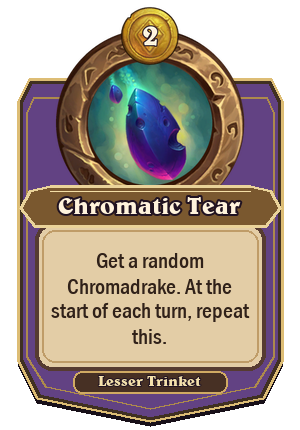 2
Chromatic Tear
Get a random
Chromadrake. At the
start of each turn, repeat
this.
Lesser Trinket